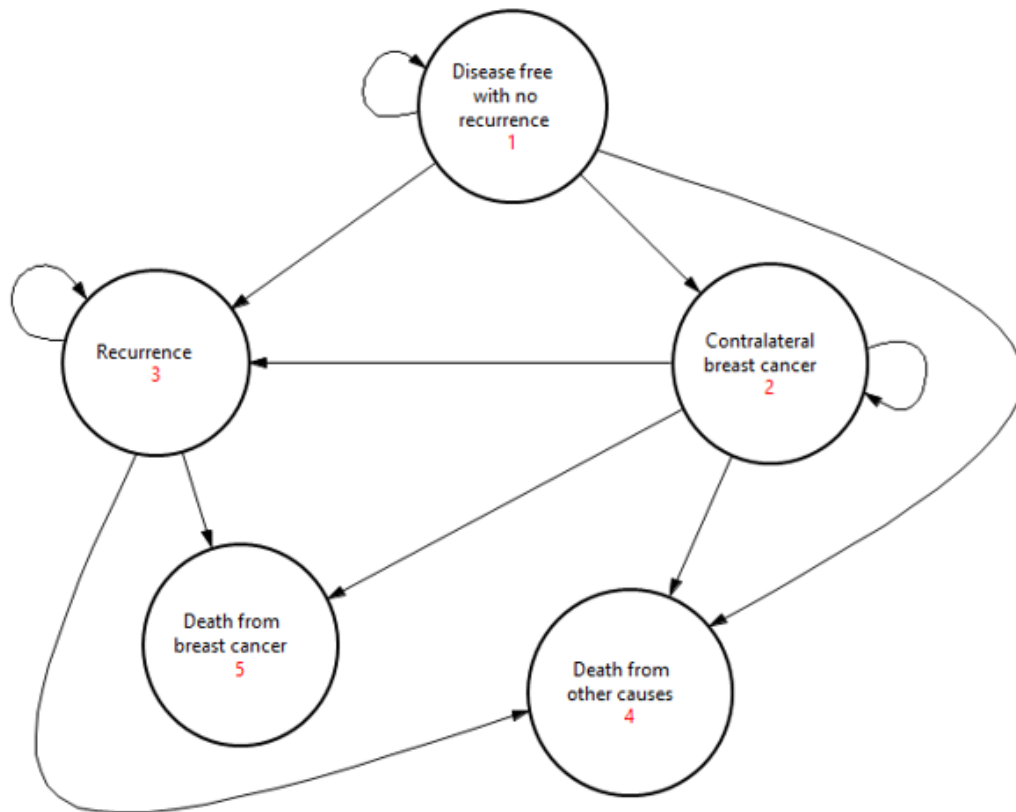 Disease free
with no
recurrence
1
Recurrence
3
Contralateral
breast cancer
2
Death from
breast cancer
5
Death from
other causes
4